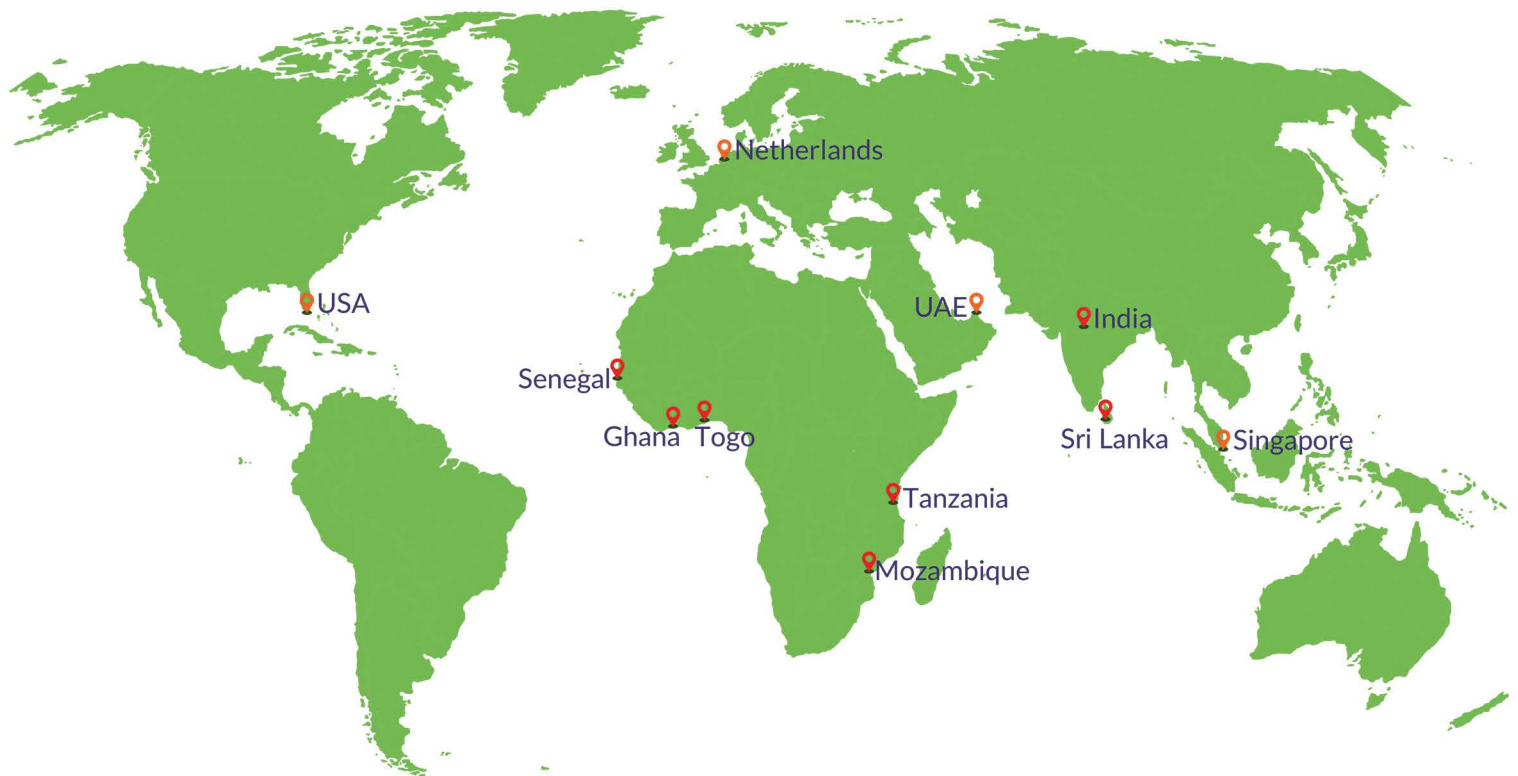 Netherlands
USA
UAE
India
Senegal
Ghana
Togo
Sri Lanka
Singapore
Tanzania
Mozambique